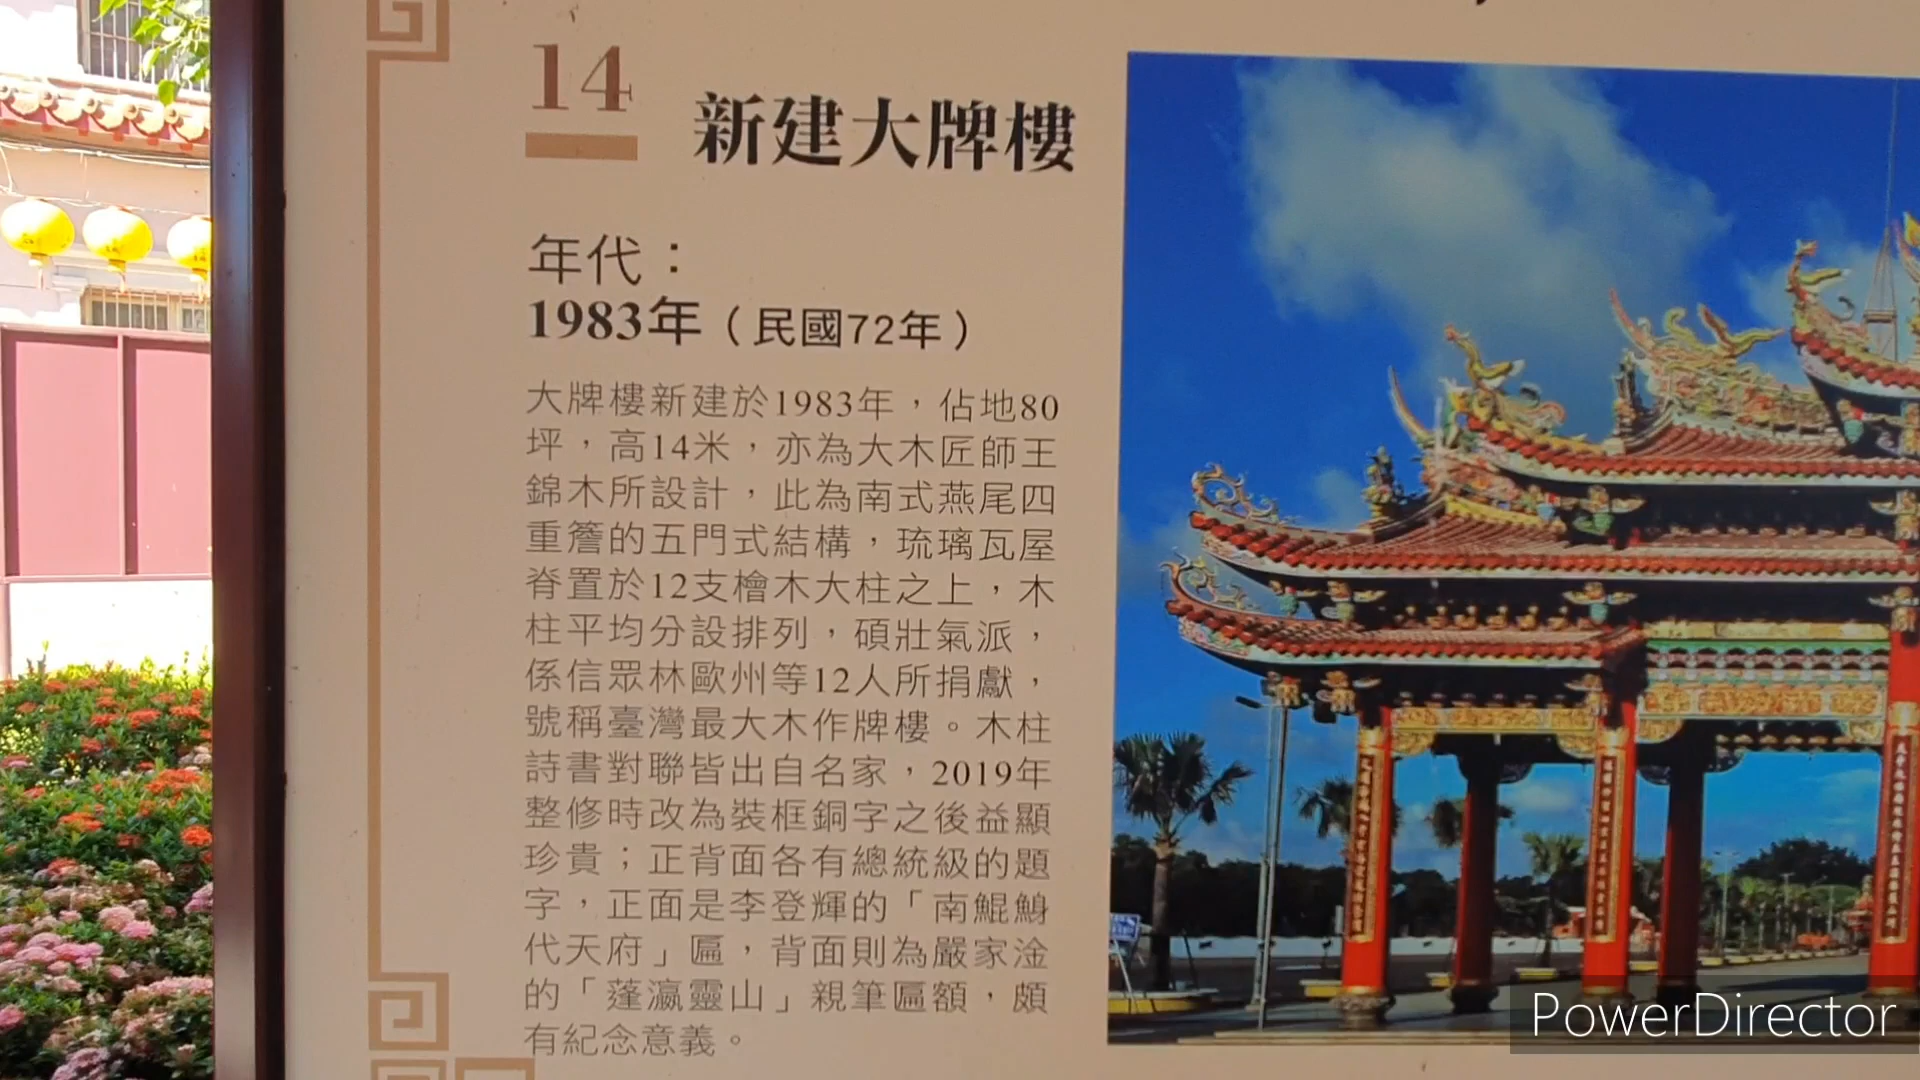 14
新建大牌樓
年代：
1983年（民國72年）
大牌樓新建於1983年，佔地80
坪，高14米，亦為大木匠師王
錦木所設計，此為南式燕尾四
重簷的五門式結構，琉璃瓦屋
脊置於12支檜木大柱之上，木
柱平均分設排列，碩壯氣派，
係信眾林歐州等12人所捐獻，
號稱臺灣最大木作牌樓。木柱
詩書對聯皆出自名家，2019年
整修時改為裝框銅字之後益顯
珍貴；正背面各有總統級的題
字，正面是李登輝的「南鯤鯓
代天府」匾，背面則為嚴家淦
的「蓬瀛靈山」親筆匾額，頗
有紀念意義。
PowerDirector